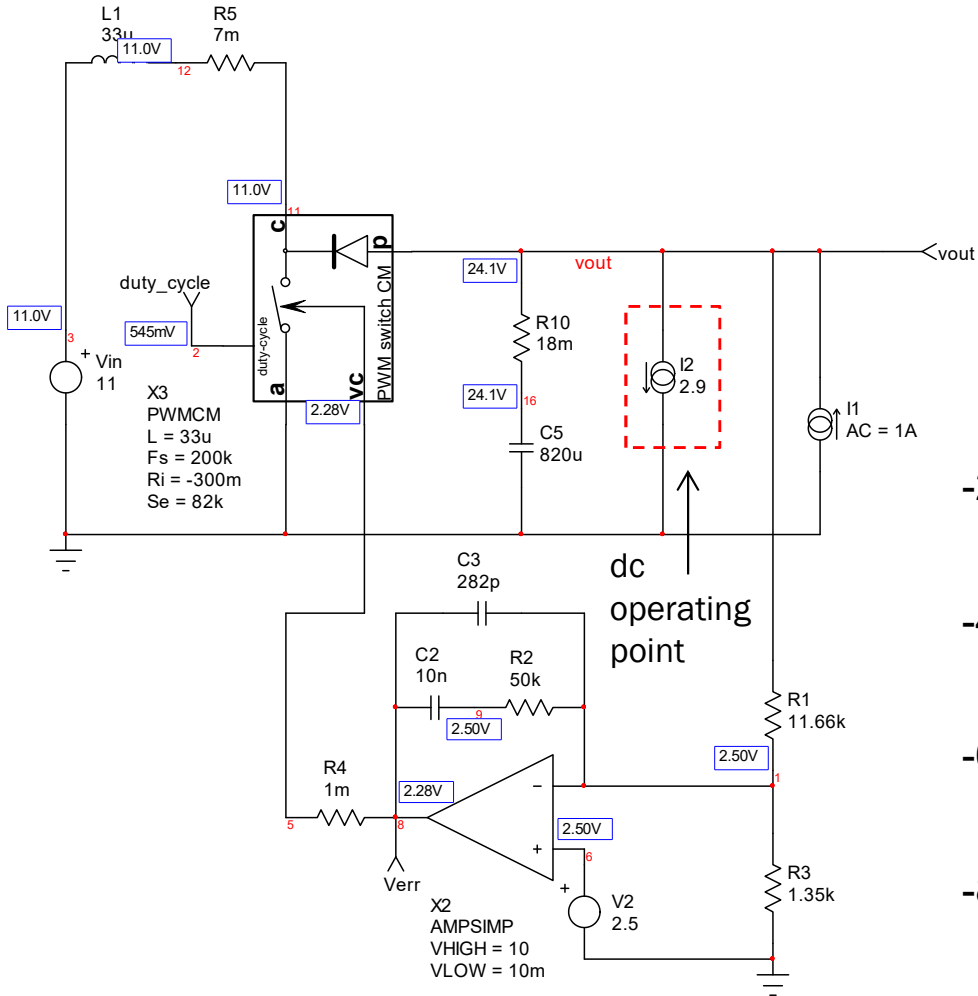 L1
33u
R5
7m
11.0V
12
11.0V
11
c
p
duty_cycle
PWM switch CM
duty-cycle
a
vc
24.1V
vout
vout
R10
18m
11.0V
3
545mV
2
Vin
11
+
X3
PWMCM
L = 33u
Fs = 200k
Ri = -300m
Se = 82k
2.28V
24.1V
16
C5
820u
I2
2.9
I1
AC = 1A
dc
operating
point
C3
282p
C2
10n
R2
50k
9
2.50V
R1
11.66k
2.50V
1
R4
1m
2.28V
5
8
−
2.50V
+
6
Verr
+
V2
2.5
R3
1.35k
X2
AMPSIMP
VHIGH = 10
VLOW = 10m